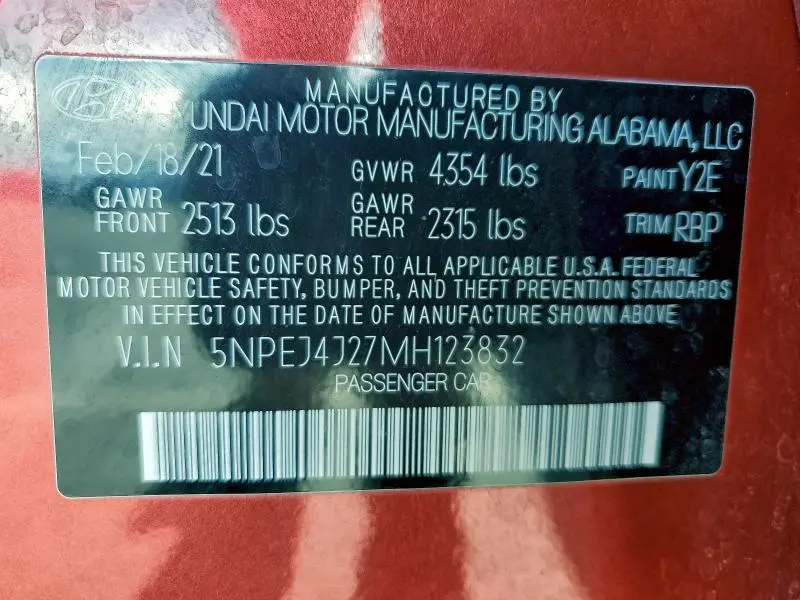 MANUFACTURED BY
HYUNDAI MOTOR MANUFACTURING ALABAMA, LLC
Feb/18/21 GVWR 4354 lbs PAINT Y2E
GAWR FRONT 2513 lbs GAWR REAR 2315 lbs TRIM RBP
THIS VEHICLE CONFORMS TO ALL APPLICABLE U.S.A. FEDERAL
MOTOR VEHICLE SAFETY, BUMPER, AND THEFT PREVENTION STANDARDS
IN EFFECT ON THE DATE OF MANUFACTURE SHOWN ABOVE
V.I.N 5NPEJ4J27MH123832
PASSENGER CAR